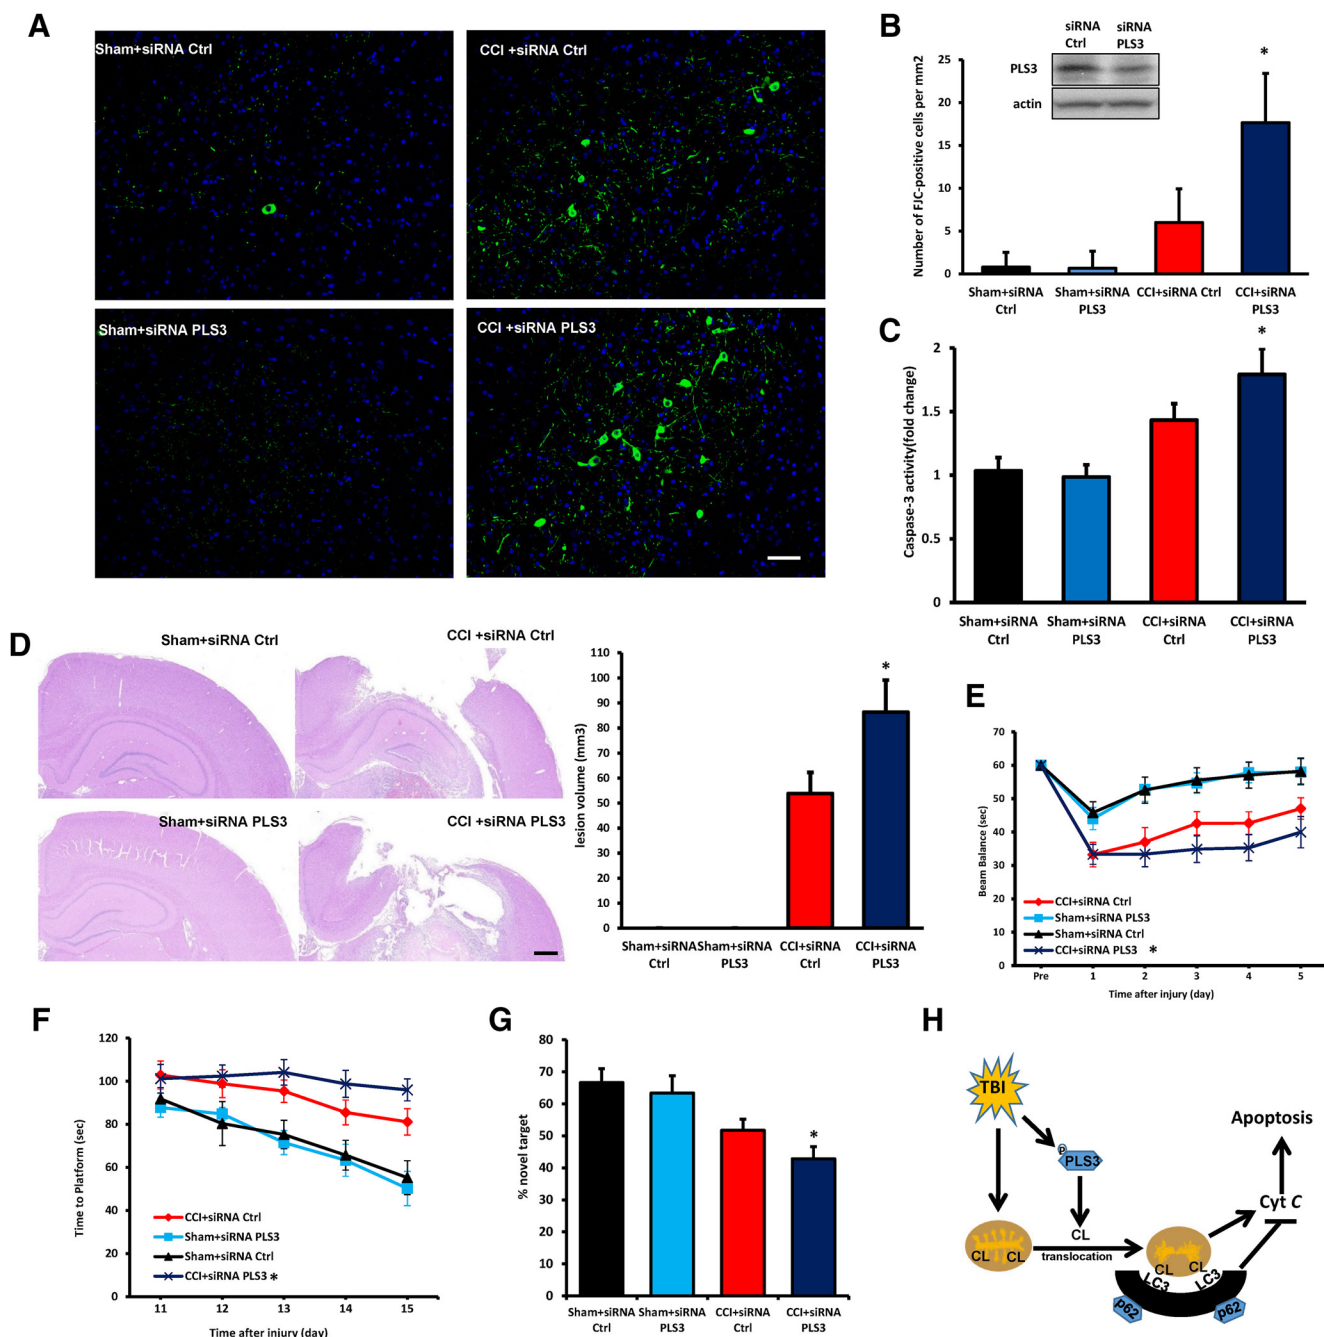 A
Sham+siRNA Ctrl
CCI +siRNA Ctrl
Sham+siRNA PLS3
CCI +siRNA PLS3
B
siRNA siRNA
Ctrl PLS3
PLS3
actin
*
Number of FJC-positive cells per mm2
25
20
15
10
5
0
Sham+siRNA Sham+siRNA CCI+siRNA Ctrl CCI+siRNA
Ctrl PLS3 PLS3
C
*
Caspase-3 activity(fold change)
2
1.5
1
0.5
0
Sham+siRNA Sham+siRNA CCI+siRNA CCI+siRNA
Ctrl PLS3 Ctrl PLS3
D
Sham+siRNA Ctrl
CCI +siRNA Ctrl
Sham+siRNA PLS3
CCI +siRNA PLS3
lesion volume (mm3)
110
100
90
80
70
60
50
40
30
20
10
0
*
Sham+siRNA Sham+siRNA CCI+siRNA CCI+siRNA
Ctrl PLS3 Ctrl PLS3
E
Beam Balance (sec)
70
60
50
40
30
20
10
0
CCI+siRNA Ctrl
Sham+siRNA PLS3
Sham+siRNA Ctrl
CCI+siRNA PLS3 *
Pre 1 2 3 4 5
Time after injury (day)
F
Time to Platform (sec)
120
100
80
60
40
20
0
CCI+siRNA Ctrl
Sham+siRNA PLS3
Sham+siRNA Ctrl
CCI+siRNA PLS3 *
11 12 13 14 15
Time after injury (day)
G
% novel target
80
70
60
50
40
30
20
10
0
*
Sham+siRNA Sham+siRNA CCI+siRNA CCI+siRNA
Ctrl PLS3 Ctrl PLS3
H
TBI
P
PLS3
Apoptosis
Cyt C
CL
translocation
CL CL
CL CL
LC3 LC3
p62 p62